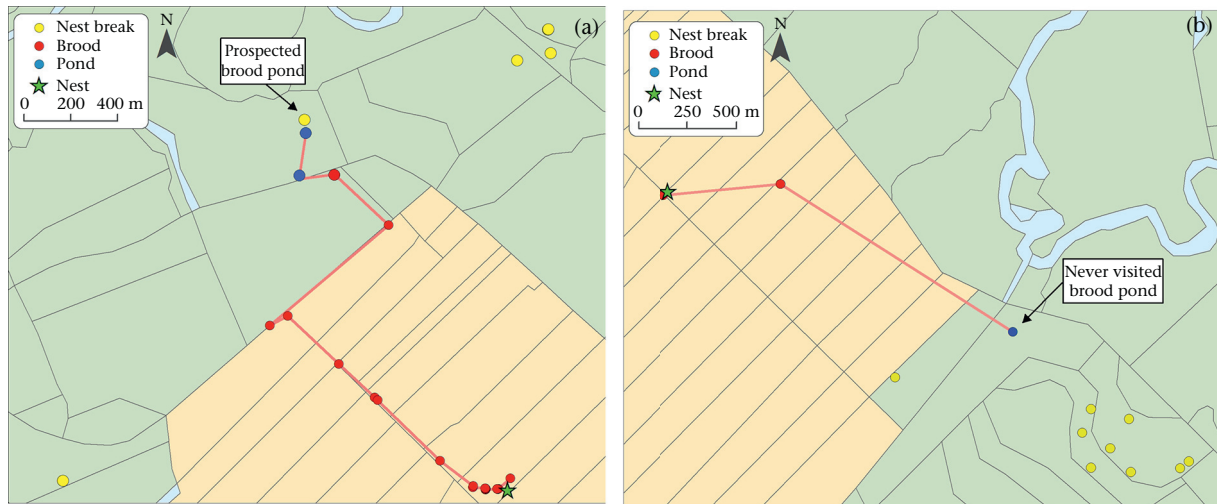 (a)
N
Nest break
Brood
Pond
Nest
0 200 400 m
Prospected
brood pond
(b)
N
Nest break
Brood
Pond
Nest
0 250 500 m
Never visited
brood pond